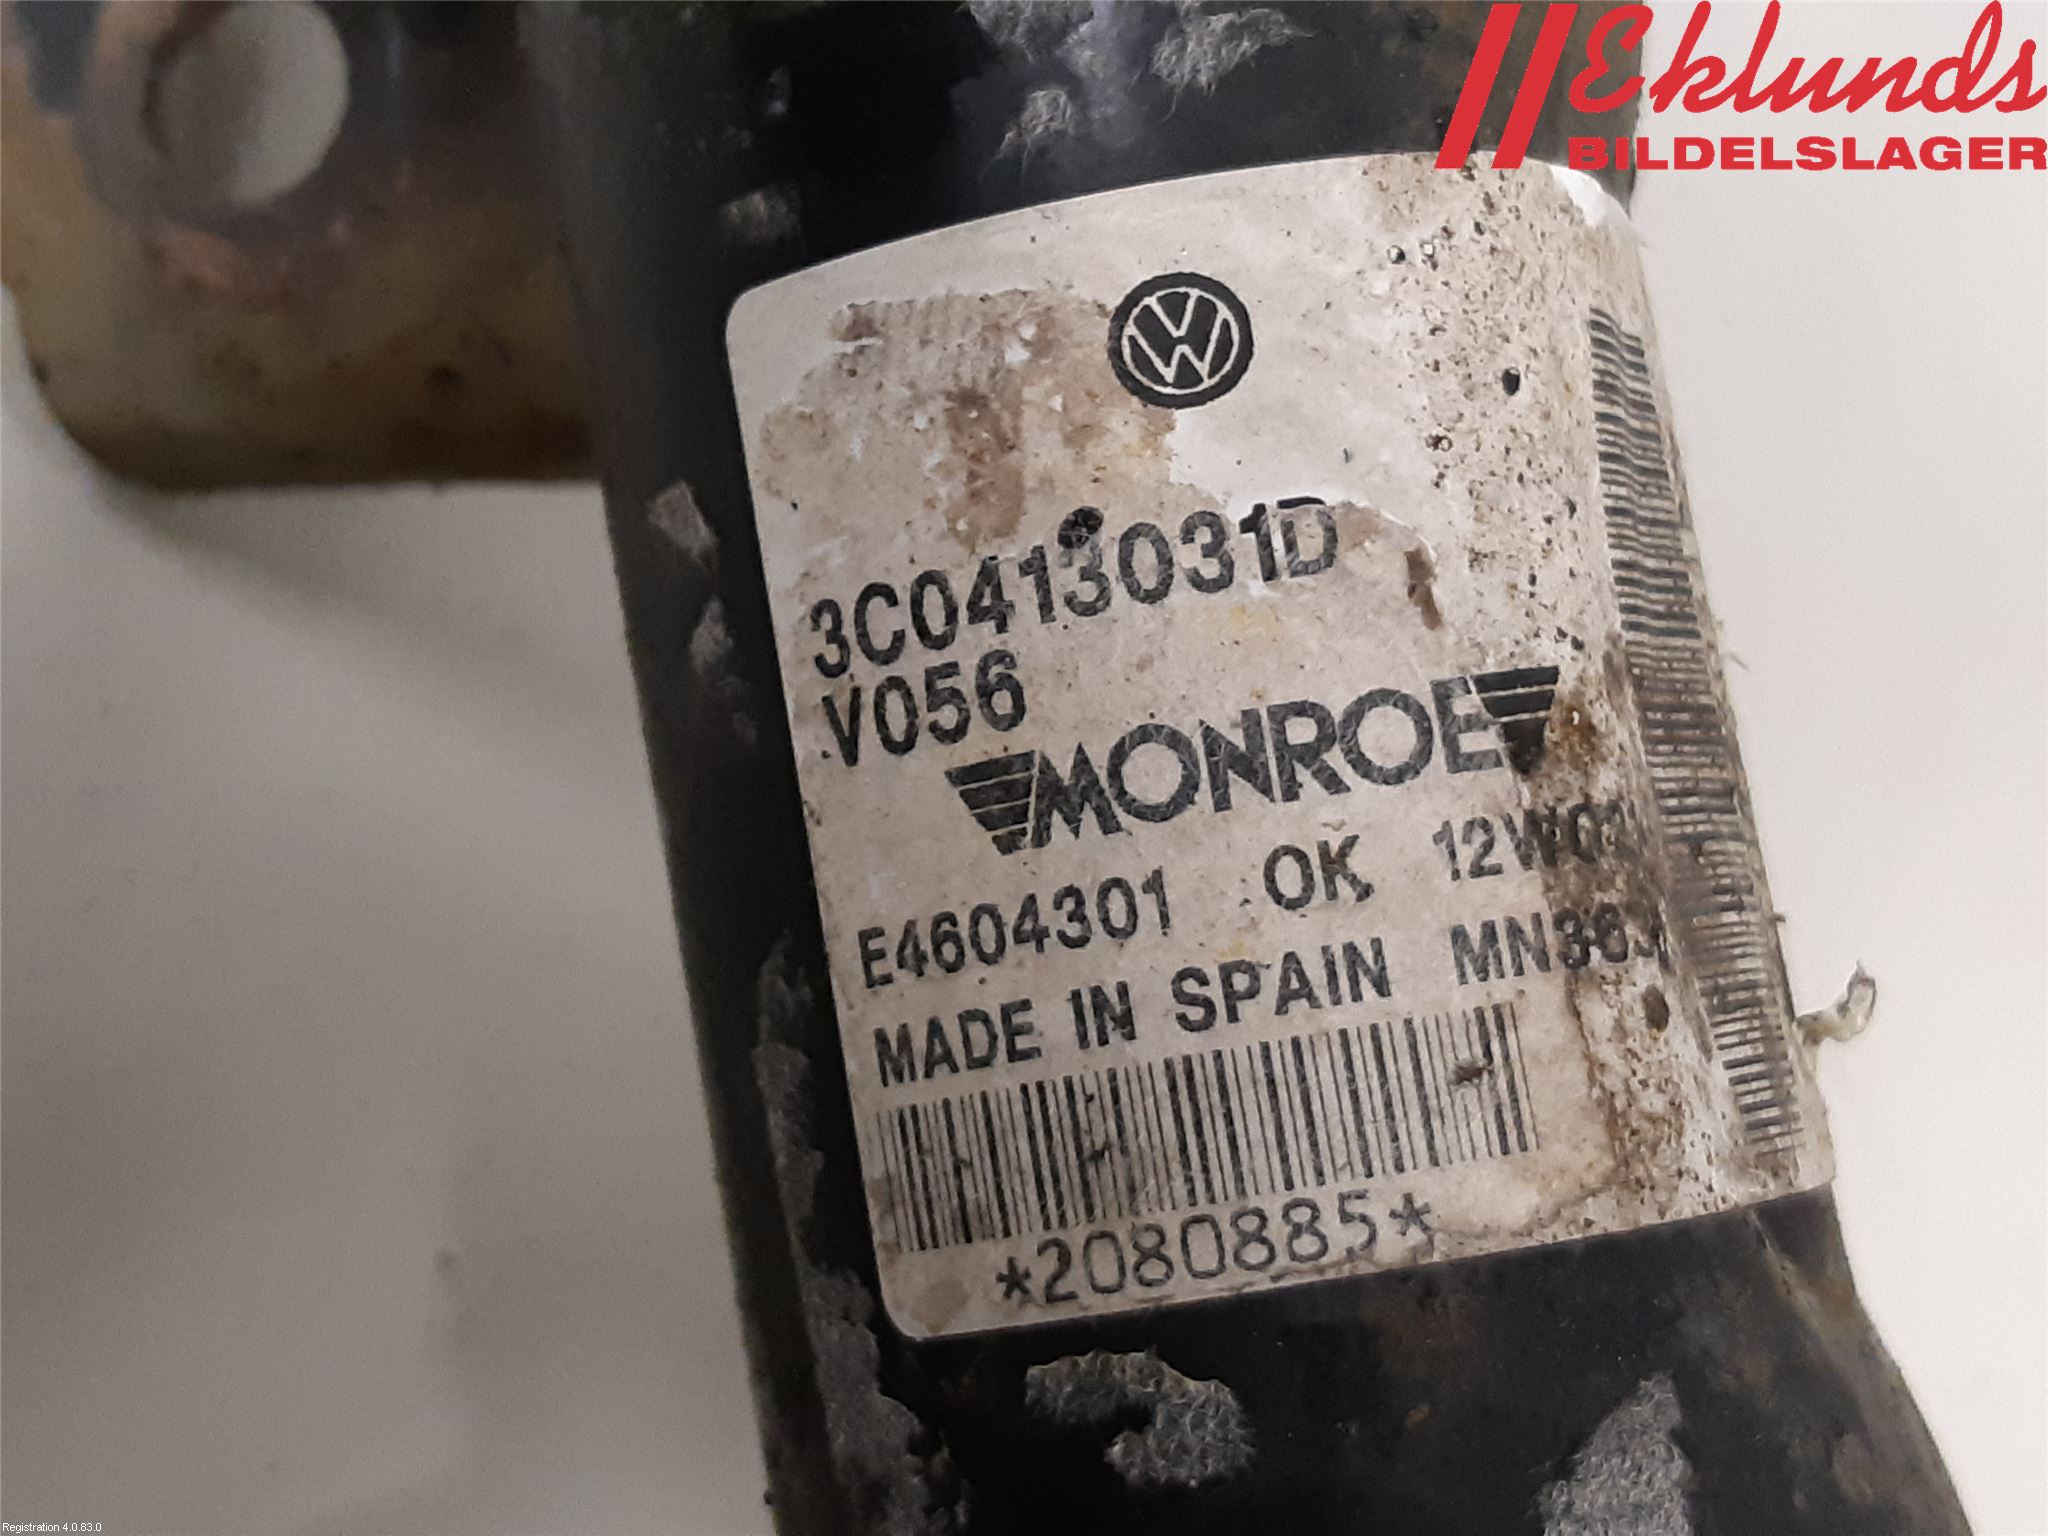 Eklunds
BILDELSLAGER
3C0413031D
V056
MONROE
E4604301 OK
MADE IN SPAIN
*2080885*
Registration 4.0.83.0